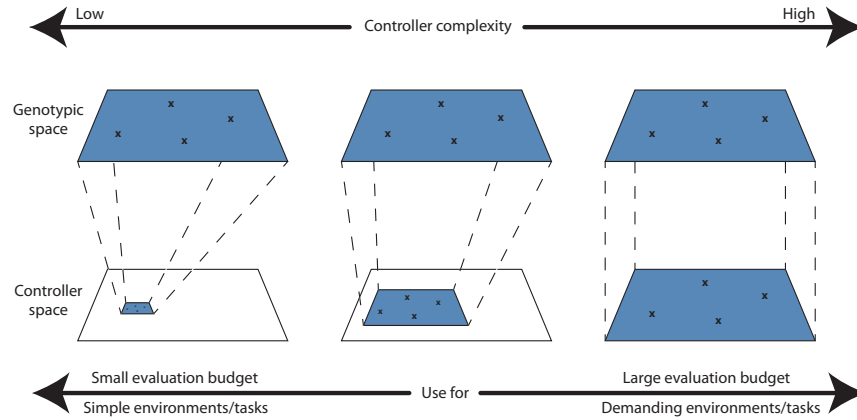 Low
Controller complexity
High
Genotypic
space
x x x x
x x x x
x x x x
Controller
space
x x x x
x x x x
Small evaluation budget
Use for
Large evaluation budget
Simple environments/tasks
Demanding environments/tasks